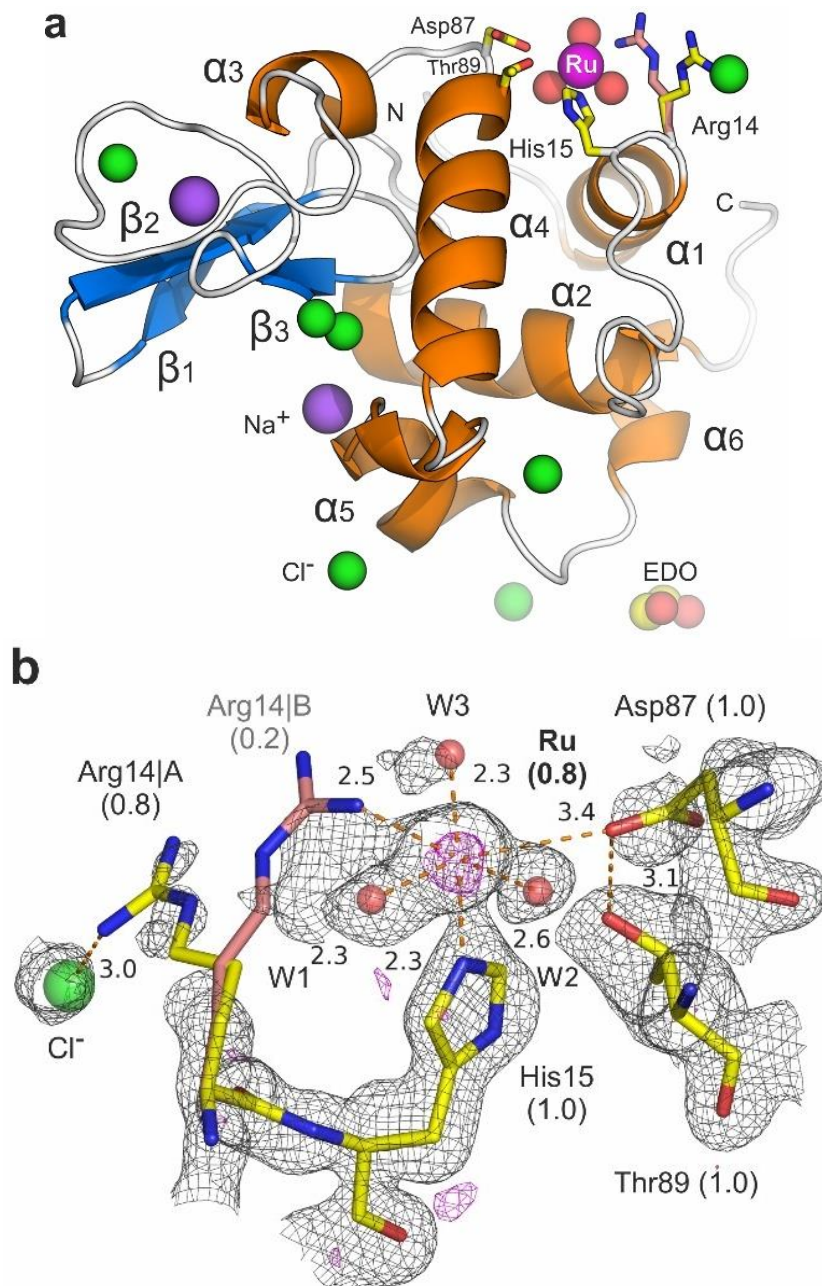 a
Asp87
α3
Thr89
Ru
N
His15
Arg14
β2
α4
C
α1
α2
β3
β1
Na+
α6
α5
Cl-
EDO
b
Arg14|B
(0.2)
W3
Asp87 (1.0)
Ru
(0.8)
Arg14|A
(0.8)
2.5
2.3
3.4
3.1
2.3
2.3
2.6
3.0
W1
W2
Cl-
His15
(1.0)
Thr89 (1.0)